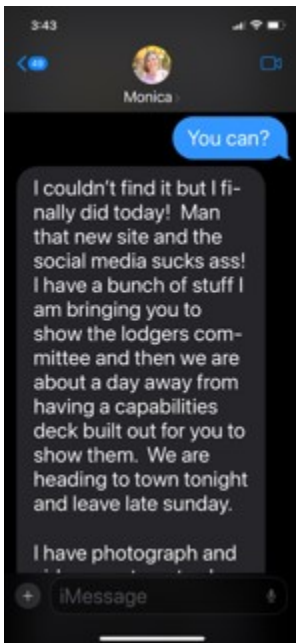 3:43
49
Monica
You can?
I couldn't find it but I fi-
nally did today! Man
that new site and the
social media sucks ass!
I have a bunch of stuff I
am bringing you to
show the lodgers com-
mittee and then we are
about a day away from
having a capabilities
deck built out for you to
show them. We are
heading to town tonight
and leave late sunday.
I have photograph and
iMessage